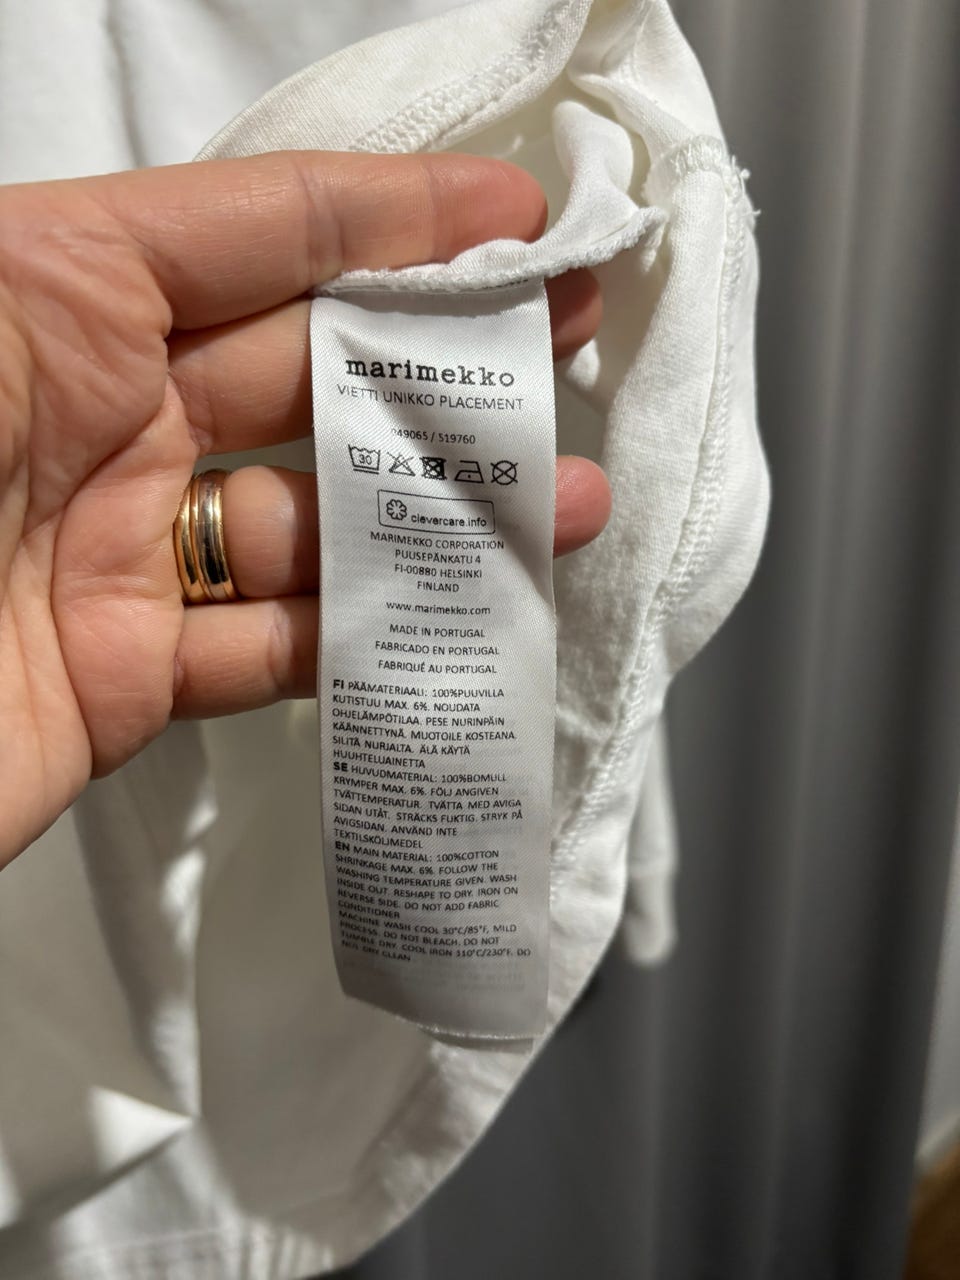 marimekko
VIETTI UNIKKO PLACEMENT
049065 / 519760
30
clevercare.info
MARIMEKKO CORPORATION
PUUSEPÄNKATU 4
FI-00880 HELSINKI
FINLAND
www.marimekko.com
MADE IN PORTUGAL
FABRICADO EN PORTUGAL
FABRIQUÉ AU PORTUGAL
FI PÄÄMATERIAALI: 100%PUUVILLA
KUTISTUU MAX. 6%. NOUDATA
OHJELÄMPÖTILAA. PESE NURINPÄIN
KÄÄNNETTYNÄ. MUOTOILE KOSTEANA.
SILITÄ NURJALTA. ÄLÄ KÄYTÄ
HUUHTELUAINETTA
SE HUVUDMATERIAL: 100%BOMULL
KRYMPER MAX. 6%. FÖLJ ANGIVEN
TVÄTTEMPERATUR. TVÄTTA MED AVIGA
SIDAN UTÅT. STRÄCKS FUKTIG. STRYK PÅ
AVIGSIDAN. ANVÄND INTE
TEXTILSKÖLJMEDEL
EN MAIN MATERIAL: 100%COTTON
SHRINKAGE MAX. 6%. FOLLOW THE
WASHING TEMPERATURE GIVEN. WASH
INSIDE OUT. RESHAPE TO DRY. IRON ON
REVERSE SIDE. DO NOT ADD FABRIC
CONDITIONER
MACHINE WASH COOL 30°C/85°F, MILD
PROCESS. DO NOT BLEACH. DO NOT
TUMBLE DRY. COOL IRON 110°C/230°F. DO
NOT DRY CLEAN